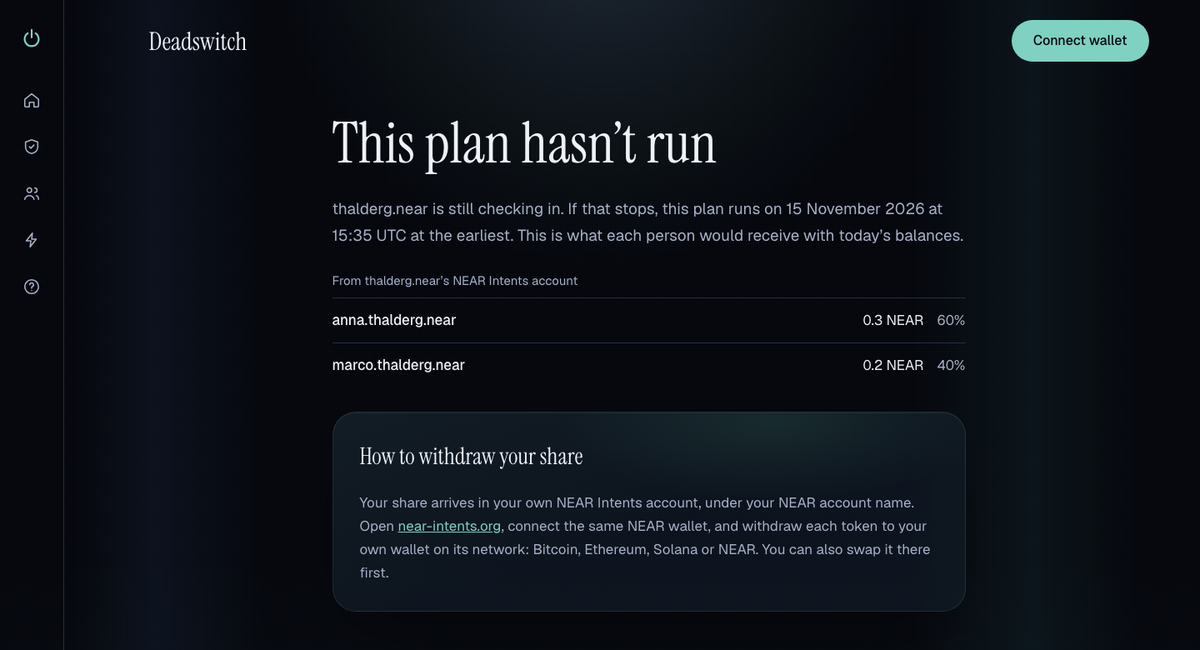 Deadswitch
Connect wallet
This plan hasn’t run
thalderg.near is still checking in. If that stops, this plan runs on 15 November 2026 at
15:35 UTC at the earliest. This is what each person would receive with today’s balances.
From thalderg.near’s NEAR Intents account
anna.thalderg.near 0.3 NEAR 60%
marco.thalderg.near 0.2 NEAR 40%
How to withdraw your share
Your share arrives in your own NEAR Intents account, under your NEAR account name.
Open near-intents.org, connect the same NEAR wallet, and withdraw each token to your
own wallet on its network: Bitcoin, Ethereum, Solana or NEAR. You can also swap it there
first.